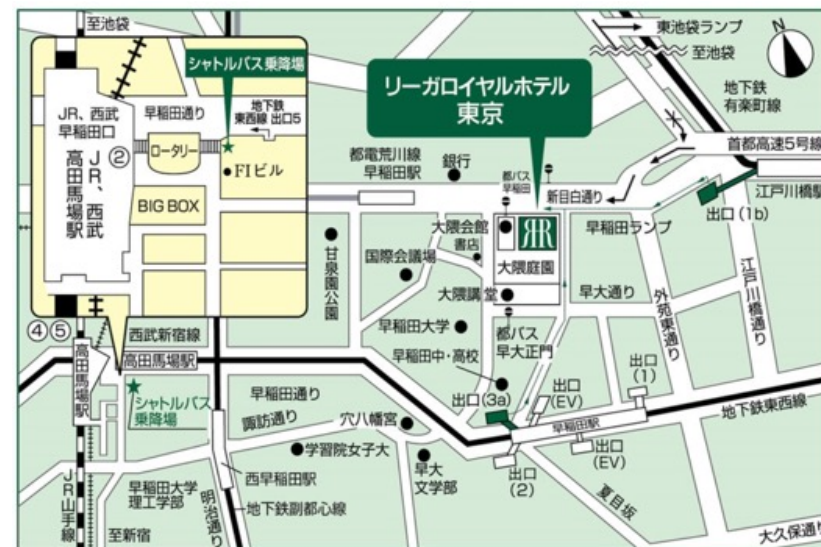 至池袋
シャトルバス乗降場
早稲田通り
地下鉄
東西線 出口5
JR、西武
早稲田口
②
ロータリー
JR、西武
高田馬場駅
FIビル
BIG BOX
④⑤
リーガロイヤルホテル
東京
東池袋ランプ
至池袋
N
地下鉄
有楽町線
首都高速5号線
都電荒川線
早稲田駅
銀行
都バス
早稲田
新目白通り
江戸川橋駅
出口(1b)
早稲田ランプ
大隈会館
書店
大隈庭園
甘泉園公園
国際会議場
大隈講堂
早大通り
外苑東通り
江戸川橋通り
早稲田大学
都バス
早大正門
早稲田中・高校
西武新宿線
高田馬場駅
高田馬場駅
シャトルバス
乗降場
早稲田通り
諏訪通り
穴八幡宮
出口(3a)
出口
(EV)
出口
(1)
早稲田駅
地下鉄東西線
出口
(EV)
出口
(2)
学習院女子大
早大
文学部
西早稲田駅
早稲田大学
理工学部
明治通り
地下鉄副都心線
JR山手線
至新宿
夏目坂
大久保通り